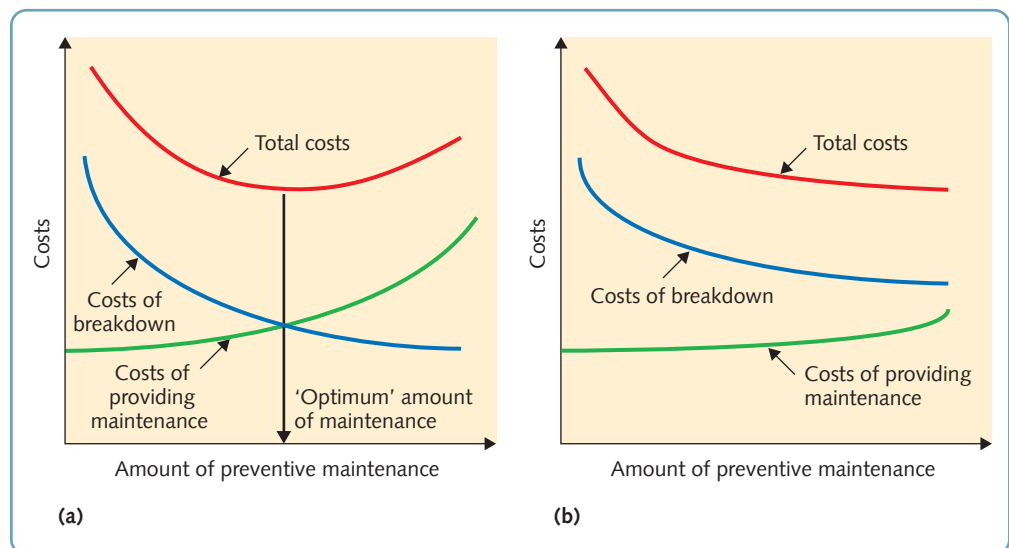 Costs
Total costs
Costs of
breakdown
Costs of
providing
maintenance
‘Optimum’ amount
of maintenance
Amount of preventive maintenance
(a)
Costs
Total costs
Costs of breakdown
Costs of providing
maintenance
Amount of preventive maintenance
(b)